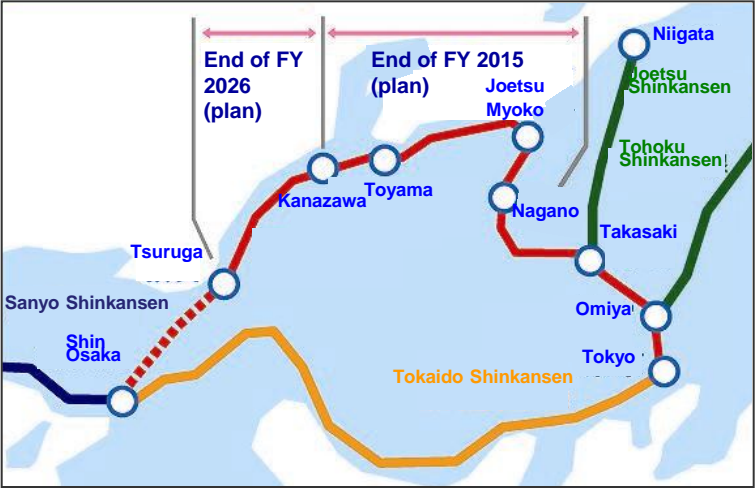 End of FY
2026
(plan)
End of FY 2015
(plan)
Niigata
Joetsu
Shinkansen
Joetsu
Myoko
Tohoku
Shinkansen
Kanazawa
Toyama
Nagano
Takasaki
Tsuruga
Sanyo Shinkansen
Omiya
Shin
Osaka
Tokyo
Tokaido Shinkansen